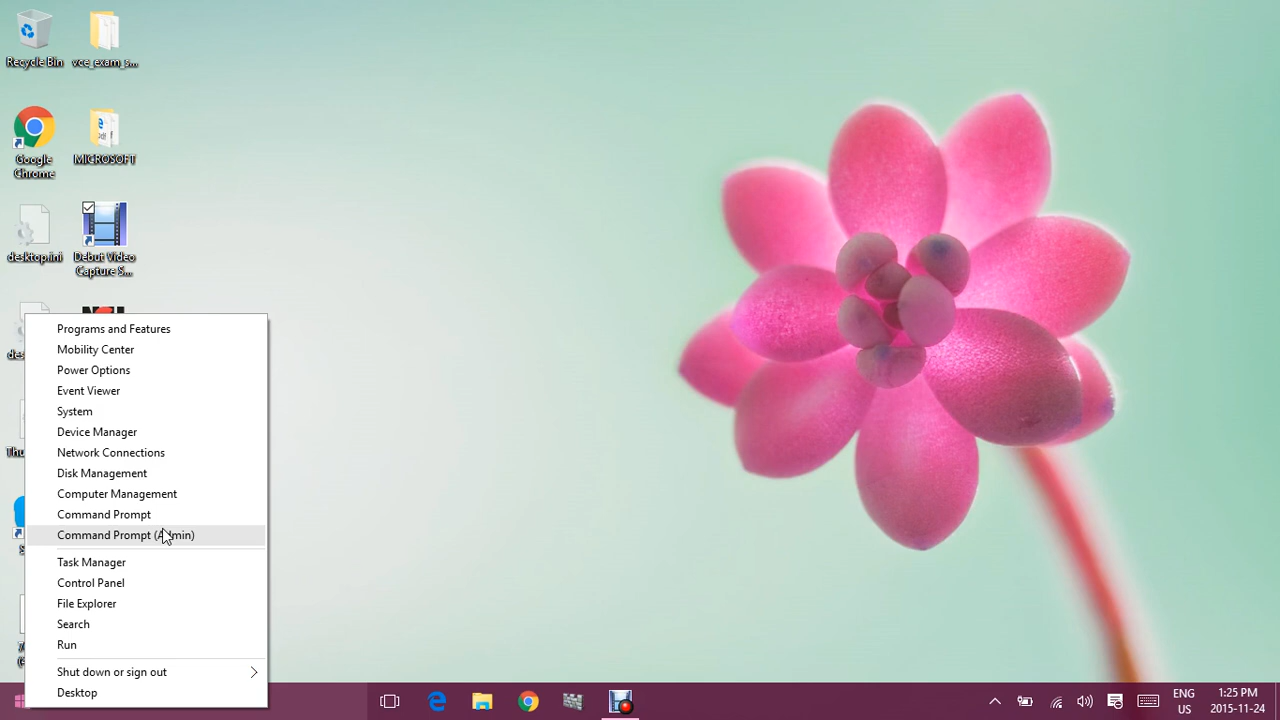 Recycle Bin
vce_exam_s...
Google
Chrome
MICROSOFT
desktop.ini
Debut Video
Capture S...
Programs and Features
Mobility Center
Power Options
Event Viewer
System
Device Manager
Network Connections
Disk Management
Computer Management
Command Prompt
Command Prompt (Admin)
Task Manager
Control Panel
File Explorer
Search
Run
Shut down or sign out
Desktop
ENG
US
1:25 PM
2015-11-24